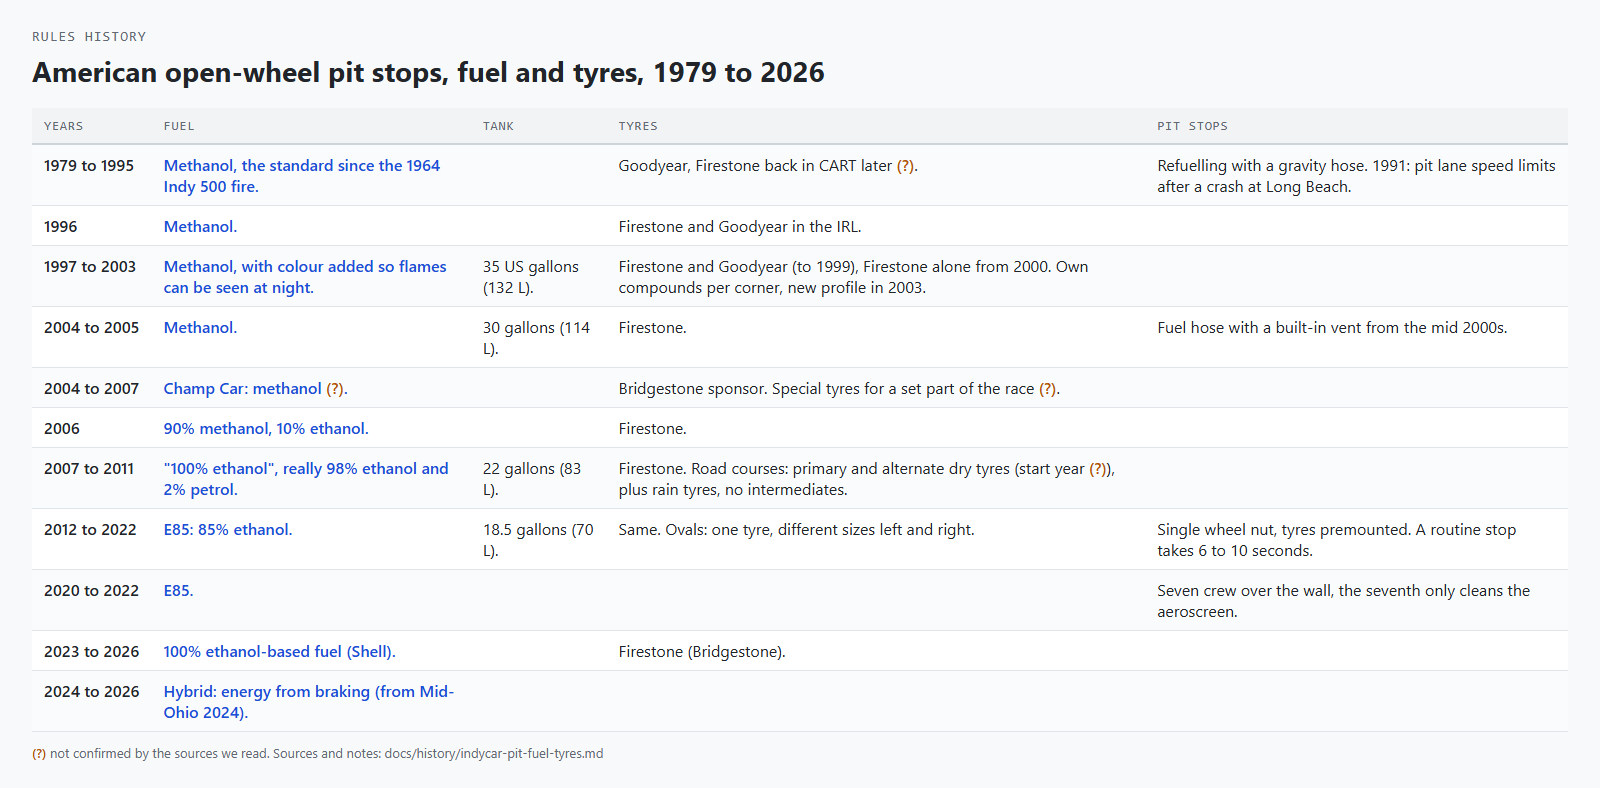 RULES HISTORY
American open-wheel pit stops, fuel and tyres, 1979 to 2026
YEARS FUEL TANK TYRES PIT STOPS
1979 to 1995 Methanol, the standard since the 1964 Goodyear, Firestone back in CART later (?). Refuelling with a gravity hose. 1991: pit lane speed limits
Indy 500 fire. after a crash at Long Beach.
1996 Methanol. Firestone and Goodyear in the IRL.
1997 to 2003 Methanol, with colour added so flames 35 US gallons Firestone and Goodyear (to 1999), Firestone alone from 2000. Own
can be seen at night. (132 L). compounds per corner, new profile in 2003.
2004 to 2005 Methanol. 30 gallons (114 Firestone. Fuel hose with a built-in vent from the mid 2000s.
L).
2004 to 2007 Champ Car: methanol (?). Bridgestone sponsor. Special tyres for a set part of the race (?).
2006 90% methanol, 10% ethanol. Firestone.
2007 to 2011 "100% ethanol", really 98% ethanol and 22 gallons (83 Firestone. Road courses: primary and alternate dry tyres (start year (?)),
2% petrol. L). plus rain tyres, no intermediates.
2012 to 2022 E85: 85% ethanol. 18.5 gallons (70 Same. Ovals: one tyre, different sizes left and right. Single wheel nut, tyres premounted. A routine stop
L). takes 6 to 10 seconds.
2020 to 2022 E85. Seven crew over the wall, the seventh only cleans the
aeroscreen.
2023 to 2026 100% ethanol-based fuel (Shell). Firestone (Bridgestone).
2024 to 2026 Hybrid: energy from braking (from Mid-
Ohio 2024).
(?) not confirmed by the sources we read. Sources and notes: docs/history/indycar-pit-fuel-tyres.md